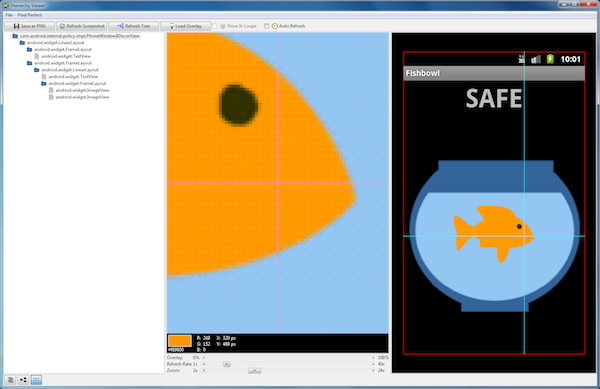 Hierarchy Viewer
File Pixel Perfect
Save as PNG Refresh Screenshot Refresh Tree Load Overlay Show In Loupe Auto Refresh
com.android.internal.policy.impl.PhoneWindow$DecorView
android.widget.LinearLayout
android.widget.FrameLayout
android.widget.TextView
android.widget.FrameLayout
android.widget.LinearLayout
android.widget.TextView
android.widget.FrameLayout
android.widget.ImageView
android.widget.ImageView
10:01
Fishbowl
SAFE
R: 248 X: 320 px
G: 152 Y: 488 px
B: 0
#f89800
Overlay: 0% 100%
Refresh Rate: 1s 40s
Zoom: 2x 24x